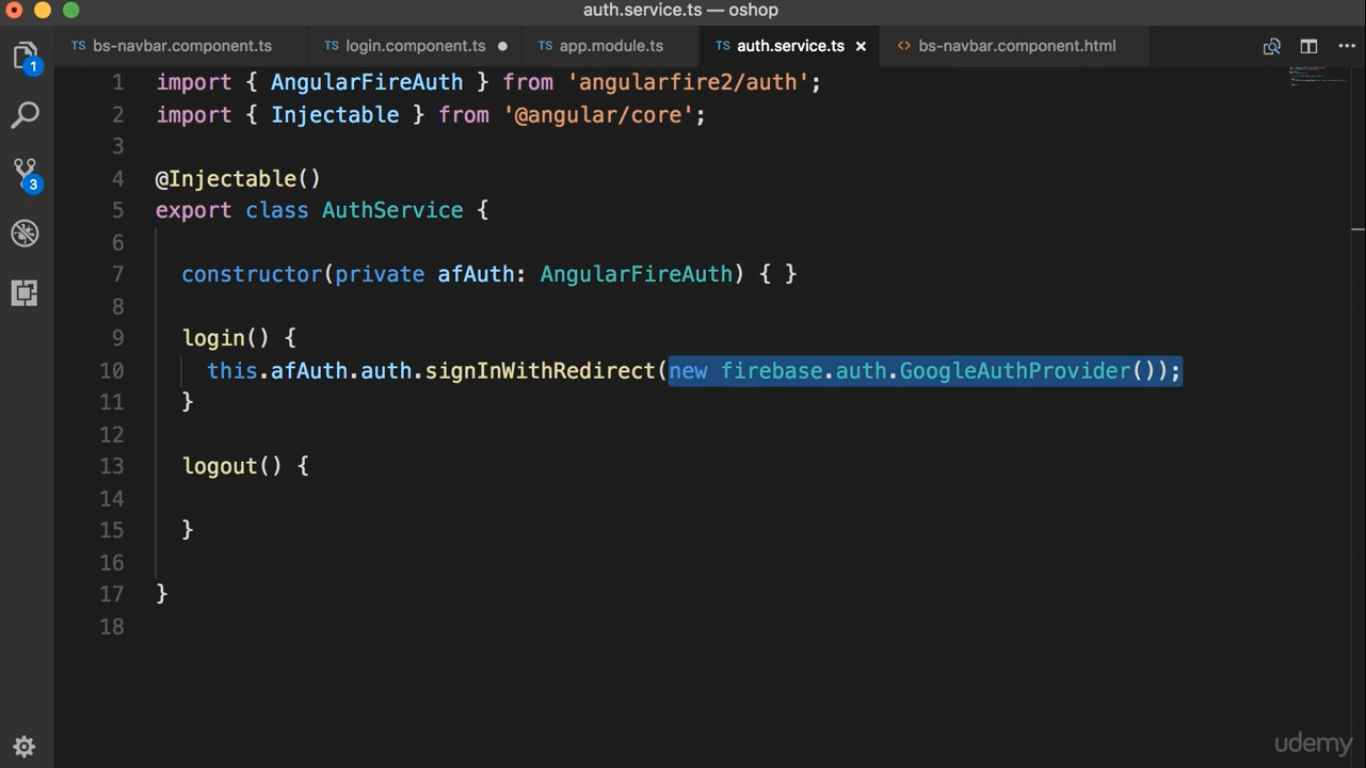 auth.service.ts — oshop
TS bs-navbar.component.ts TS login.component.ts TS app.module.ts TS auth.service.ts × <> bs-navbar.component.html
1 import { AngularFireAuth } from 'angularfire2/auth';
2 import { Injectable } from '@angular/core';
3
4 @Injectable()
5 export class AuthService {
6
7 constructor(private afAuth: AngularFireAuth) { }
8
9 login() {
10 this.afAuth.auth.signInWithRedirect(new firebase.auth.GoogleAuthProvider());
11 }
12
13 logout() {
14
15 }
16
17 }
18
1
3
udemy